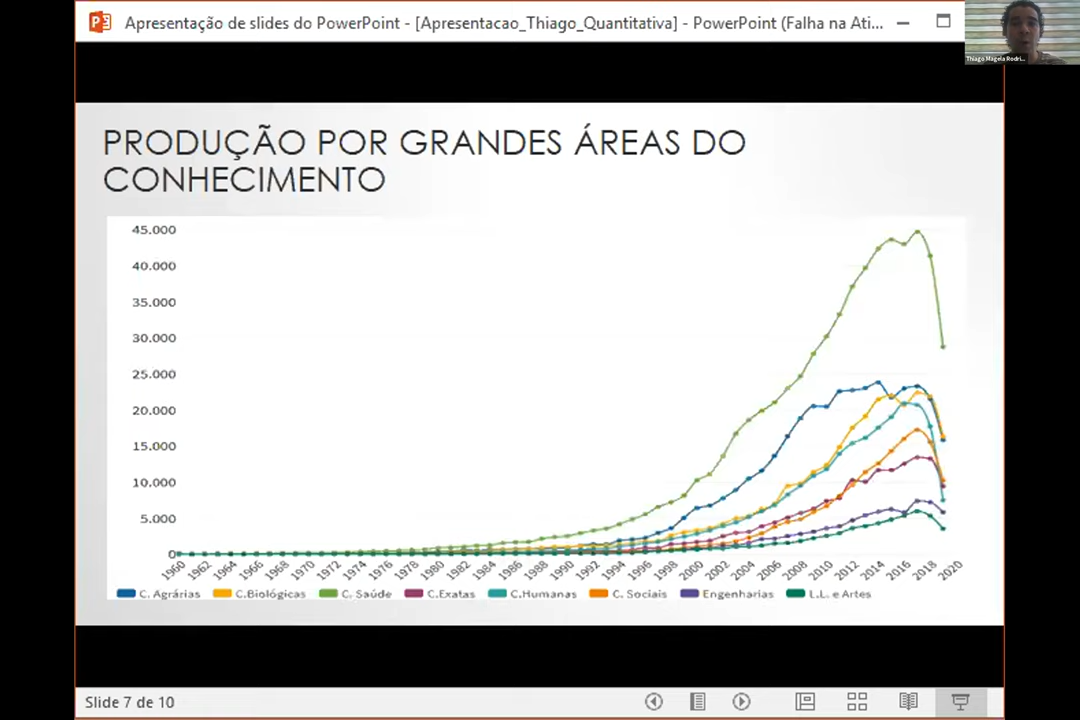 Apresentação de slides do PowerPoint - [Apresentacao_Thiago_Quantitativa] - PowerPoint (Falha na Ati...
Thiago Magela Rodri...
PRODUÇÃO POR GRANDES ÁREAS DO
CONHECIMENTO
45.000
40.000
35.000
30.000
25.000
20.000
15.000
10.000
5.000
0
1960 1962 1964 1966 1968 1970 1972 1974 1976 1978 1980 1982 1984 1986 1988 1990 1992 1994 1996 1998 2000 2002 2004 2006 2008 2010 2012 2014 2016 2018 2020
C. Agrárias C.Biológicas C. Saúde C.Exatas C.Humanas C. Sociais Engenharias L.L. e Artes
Slide 7 de 10